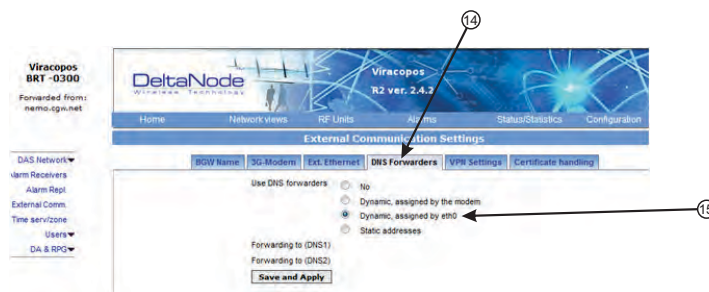 14
Viracopos
BRT -0300
Forwarded from:
nemo.cgw.net
DeltaNode
Wireless Technology
Viracopos
R2 ver. 2.4.2
Home Network views RF Units Alarms Status/Statistics Configuration
External Communication Settings
BGW Name 3G-Modem Ext. Ethernet DNS Forwarders VPN Settings Certificate handling
DAS Network
larm Receivers
Alarm Rept.
External Comm.
Time serv/zone
Users
DA & RPG
Use DNS forwarders
No
Dynamic, assigned by the modem
Dynamic, assigned by eth0
15
Static addresses
Forwarding to (DNS1)
Forwarding to (DNS2)
Save and Apply